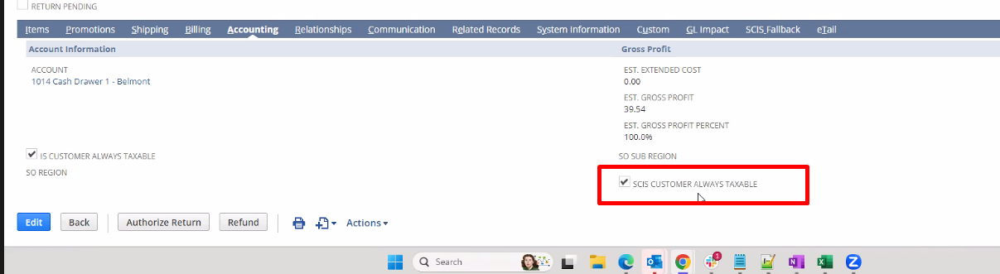 RETURN PENDING
Items Promotions Shipping Billing Accounting Relationships Communication Related Records System Information Custom GL Impact SCIS_Fallback eTail
Account Information
Gross Profit
ACCOUNT
1014 Cash Drawer 1 - Belmont
EST. EXTENDED COST
0.00
EST. GROSS PROFIT
39.54
EST. GROSS PROFIT PERCENT
100.0%
IS CUSTOMER ALWAYS TAXABLE
SO REGION
SO SUB REGION
SCIS CUSTOMER ALWAYS TAXABLE
Edit Back Authorize Return Refund Actions
Search
1